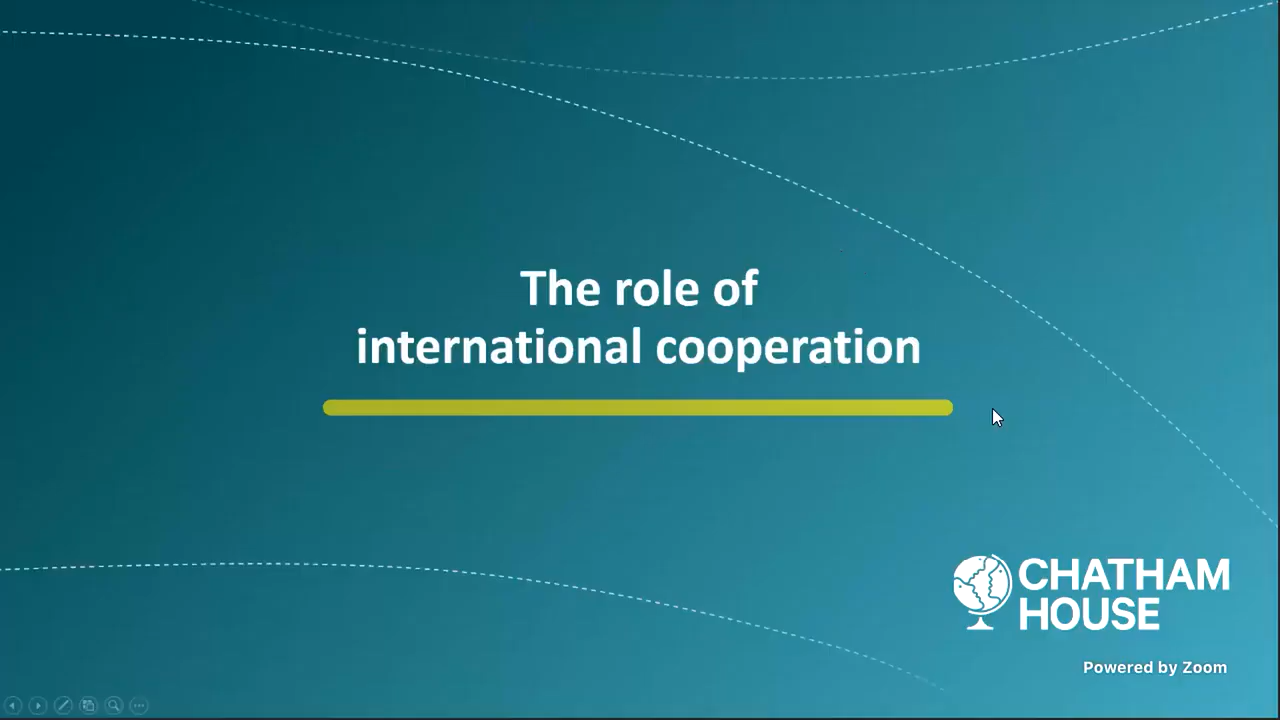 The role of
international cooperation
CHATHAM
HOUSE
Powered by Zoom